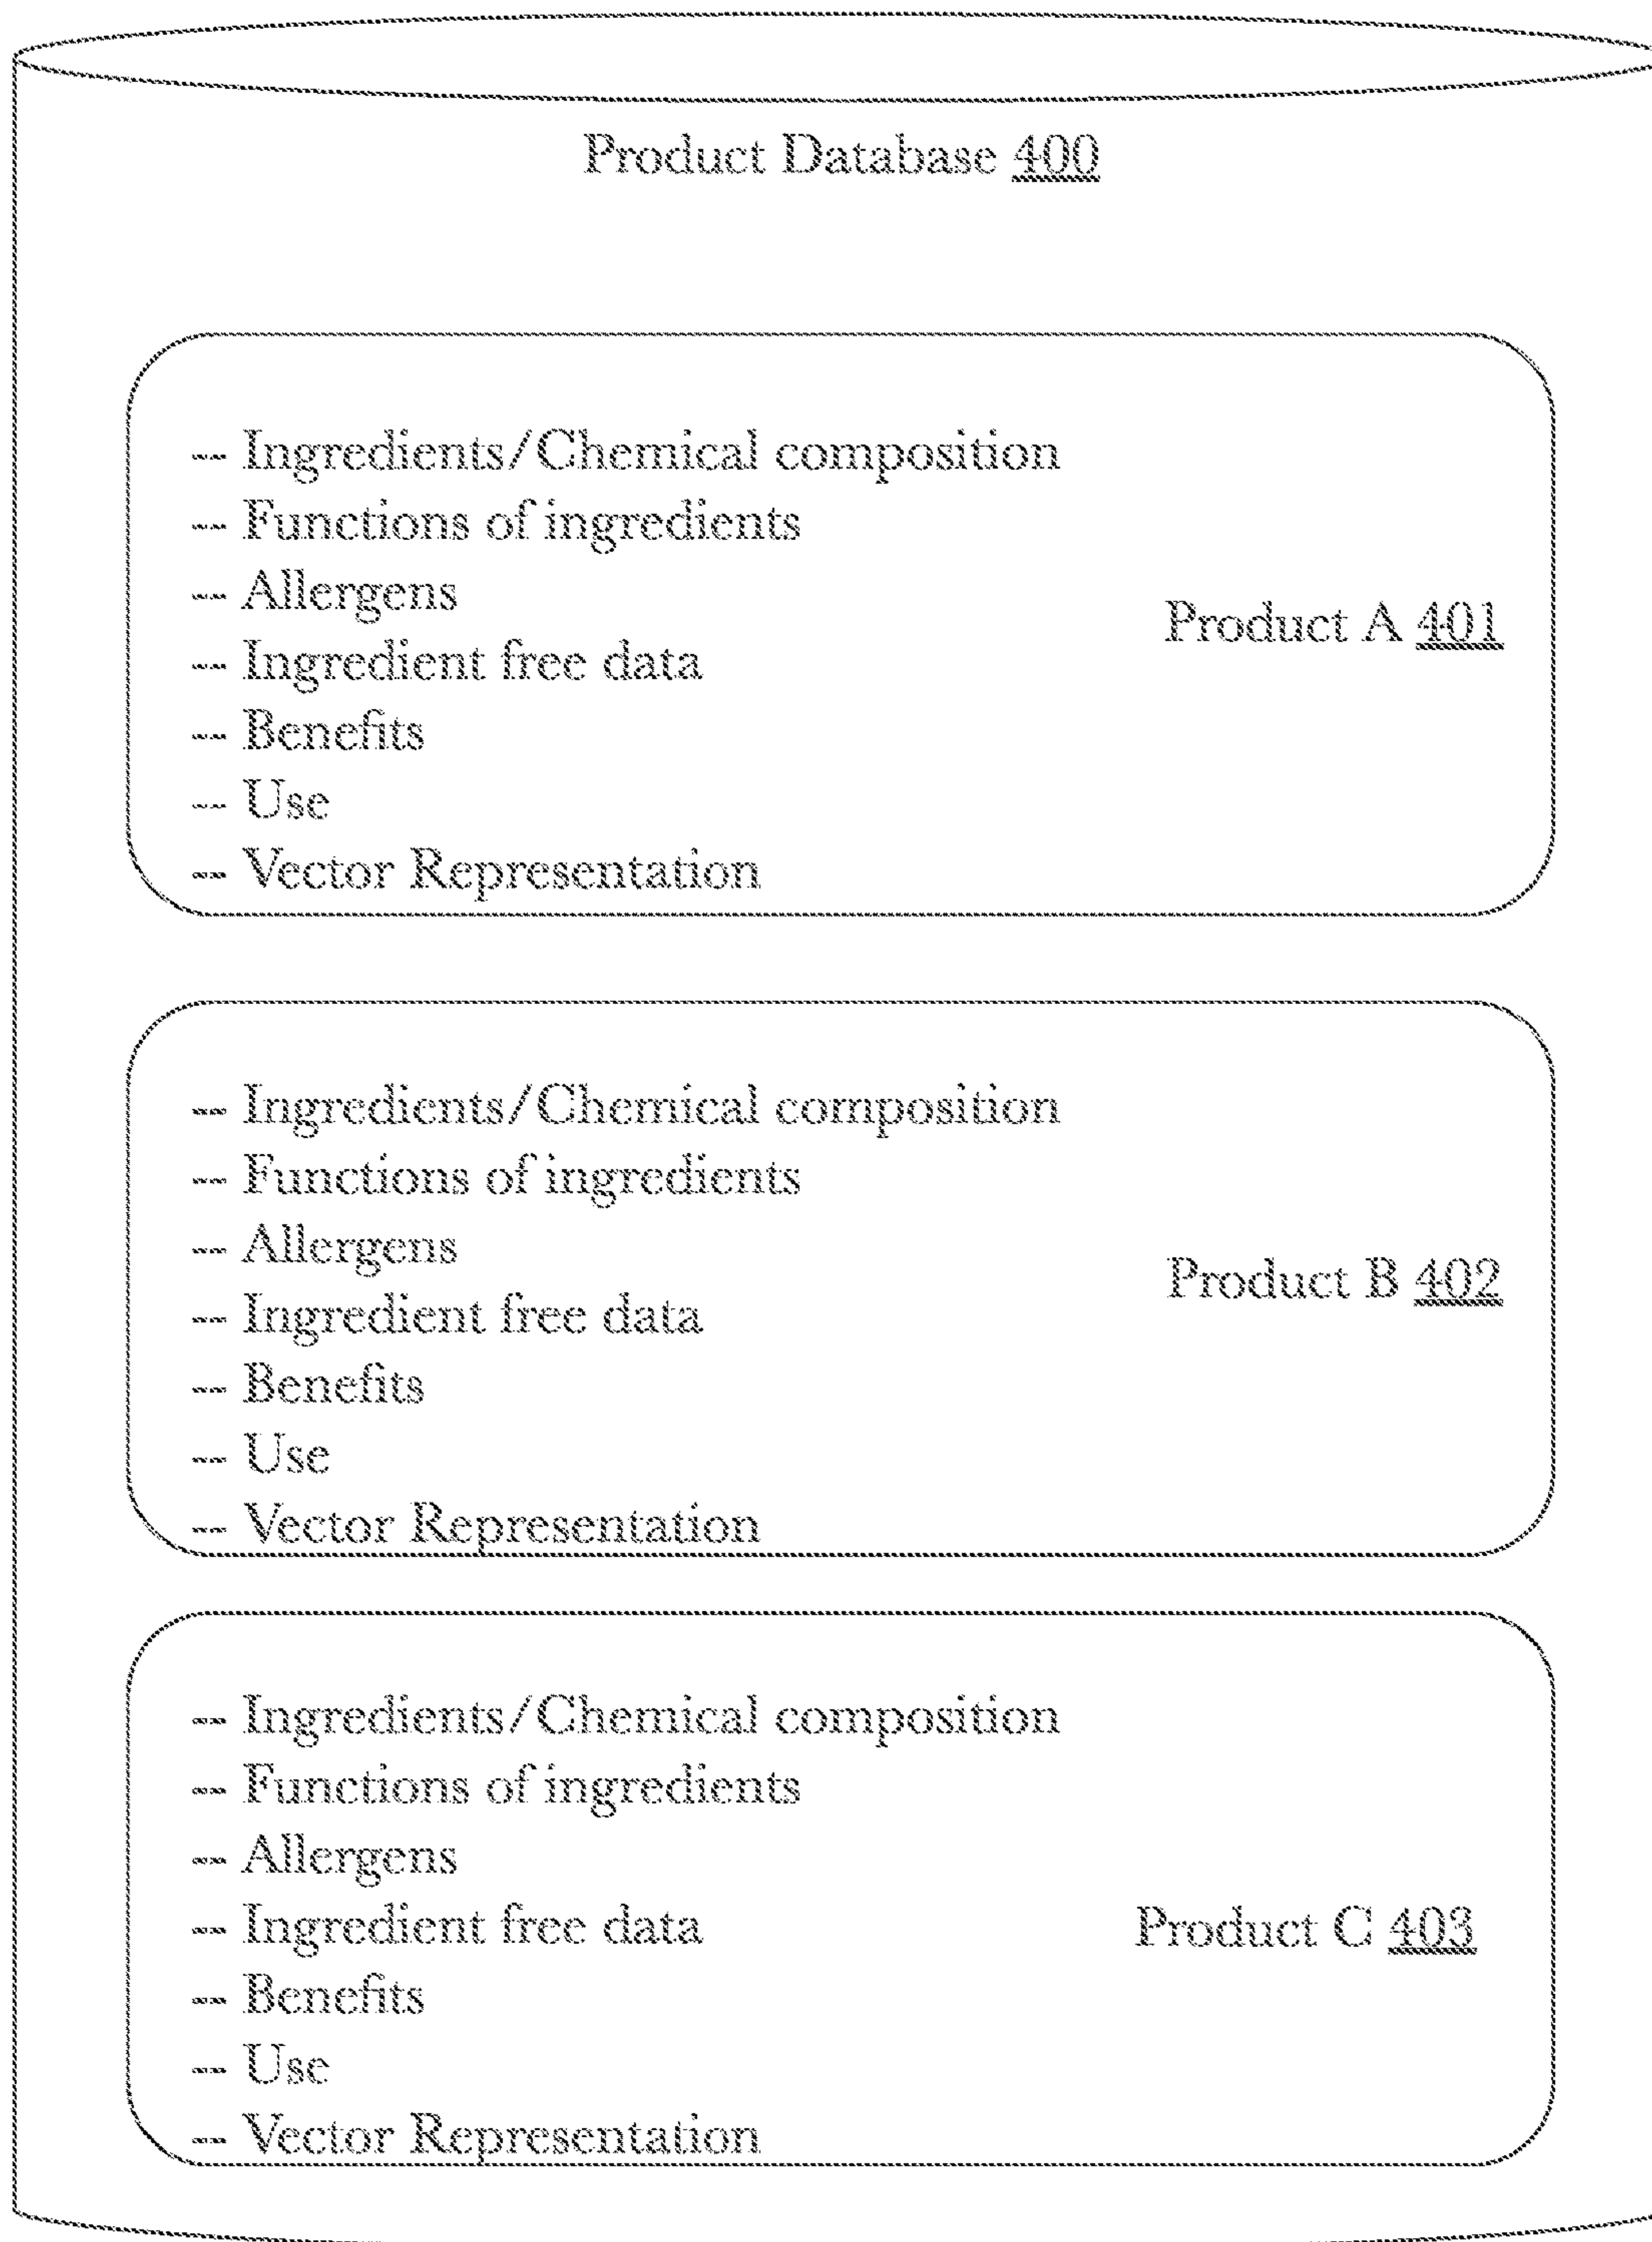 Product Database 400
-- Ingredients/Chemical composition
-- Functions of ingredients
-- Allergens
Product A 401
-- Ingredient free data
-- Benefits
-- Use
-- Vector Representation
-- Ingredients/Chemical composition
-- Functions of ingredients
-- Allergens
Product B 402
-- Ingredient free data
-- Benefits
-- Use
-- Vector Representation
-- Ingredients/Chemical composition
-- Functions of ingredients
-- Allergens
-- Ingredient free data
Product C 403
-- Benefits
-- Use
-- Vector Representation